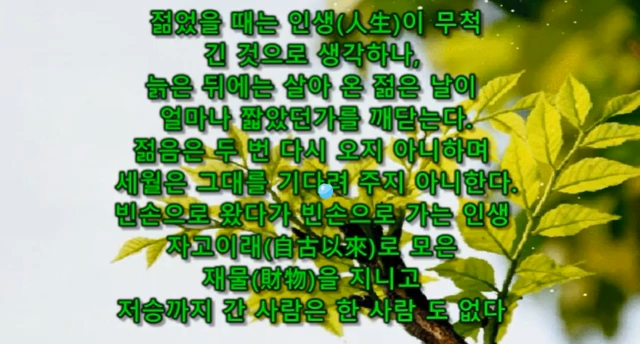 젊었을 때는 인생(人生)이 무척
긴 것으로 생각하나,
늙은 뒤에는 살아 온 젊은 날이
얼마나 짧았던가를 깨닫는다.
젊음은 두 번 다시 오지 아니하며
세월은 그대를 기다려 주지 아니한다.
빈손으로 왔다가 빈손으로 가는 인생
자고이래(自古以來)로 모은
재물(財物)을 지니고
저승까지 간 사람은 한 사람 도 없다